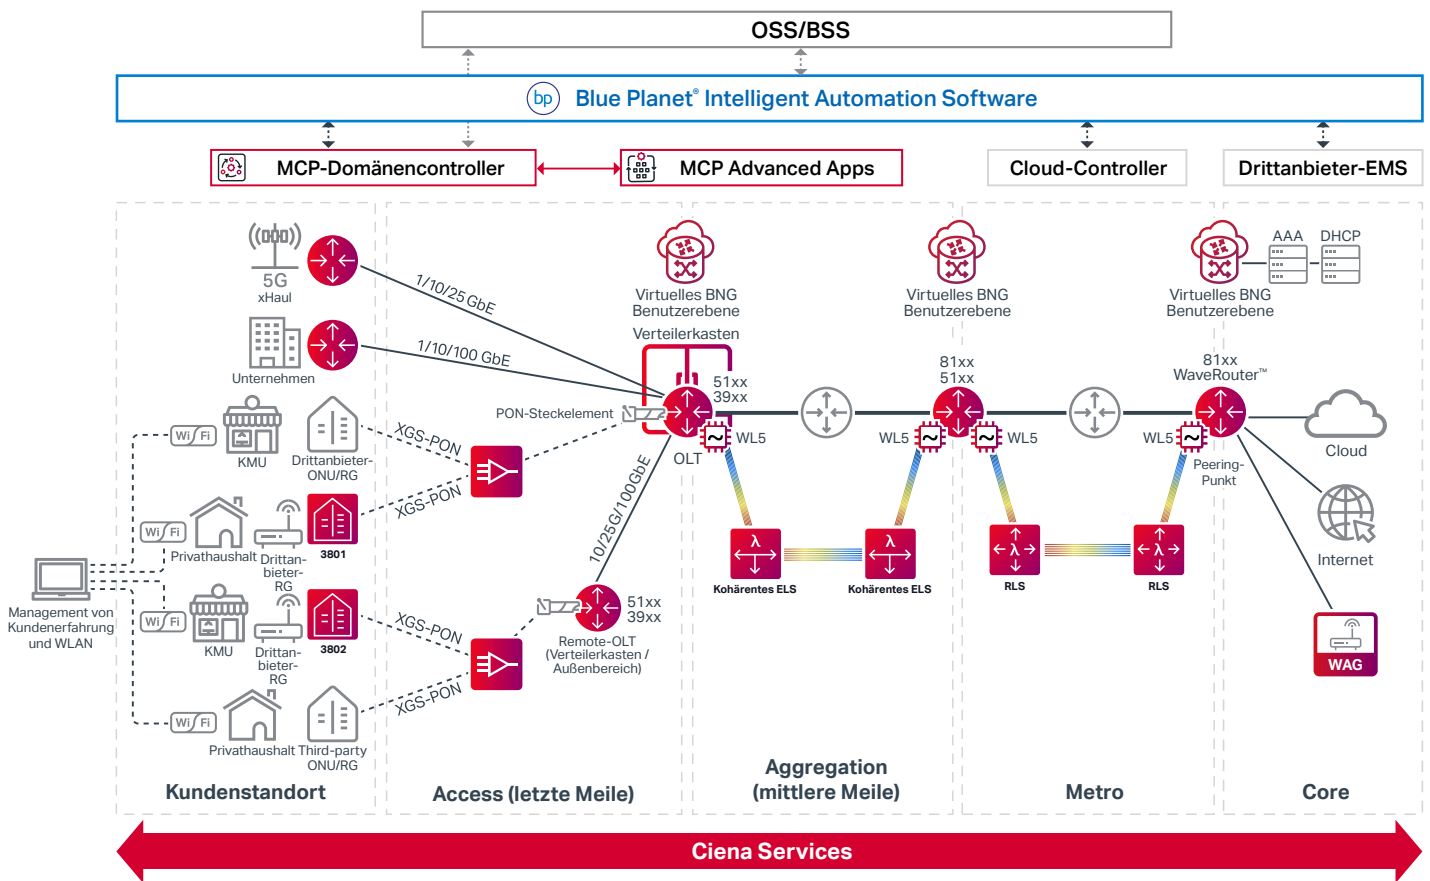 OSS/BSS
bp Blue Planet® Intelligent Automation Software
MCP-Domänencontroller
MCP Advanced Apps
Cloud-Controller
Drittanbieter-EMS
5G
xHaul
1/10/25 GbE
Unternehmen
1/10/100 GbE
Wi Fi
KMU
Drittanbieter-
ONU/RG
XGS-PON
Wi Fi
Privathaushalt
Drittan-
bieter-
RG
3801
XGS-PON
Management von
Kundenerfahrung
und WLAN
Wi Fi
KMU
Drittan-
bieter-
RG
3802
XGS-PON
Wi Fi
Privathaushalt
Third-party
ONU/RG
XGS-PON
Kundenstandort
Virtuelles BNG
Benutzerebene
Verteilerkasten
51xx
39xx
PON-Steckelement
OLT
WL5
10/25G/100GbE
51xx
39xx
Remote-OLT
(Verteilerkasten /
Außenbereich)
Access (letzte Meile)
Virtuelles BNG
Benutzerebene
81xx
51xx
WL5
WL5
Kohärentes ELS
Kohärentes ELS
Aggregation
(mittlere Meile)
RLS
RLS
Metro
Virtuelles BNG
Benutzerebene
AAA
DHCP
81xx
WaveRouter™
WL5
Peering-
Punkt
Cloud
Internet
WAG
Core
Ciena Services